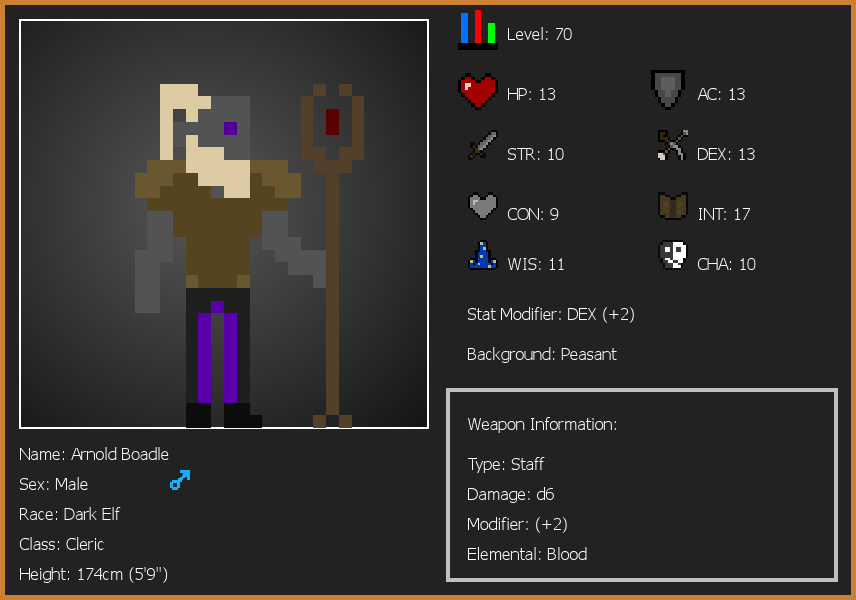 Level: 70
HP: 13
AC: 13
STR: 10
DEX: 13
CON: 9
INT: 17
WIS: 11
CHA: 10
Stat Modifier: DEX (+2)
Background: Peasant
Weapon Information:
Type: Staff
Damage: d6
Modifier: (+2)
Elemental: Blood
Name: Arnold Boadle
Sex: Male
Race: Dark Elf
Class: Cleric
Height: 174cm (5'9")